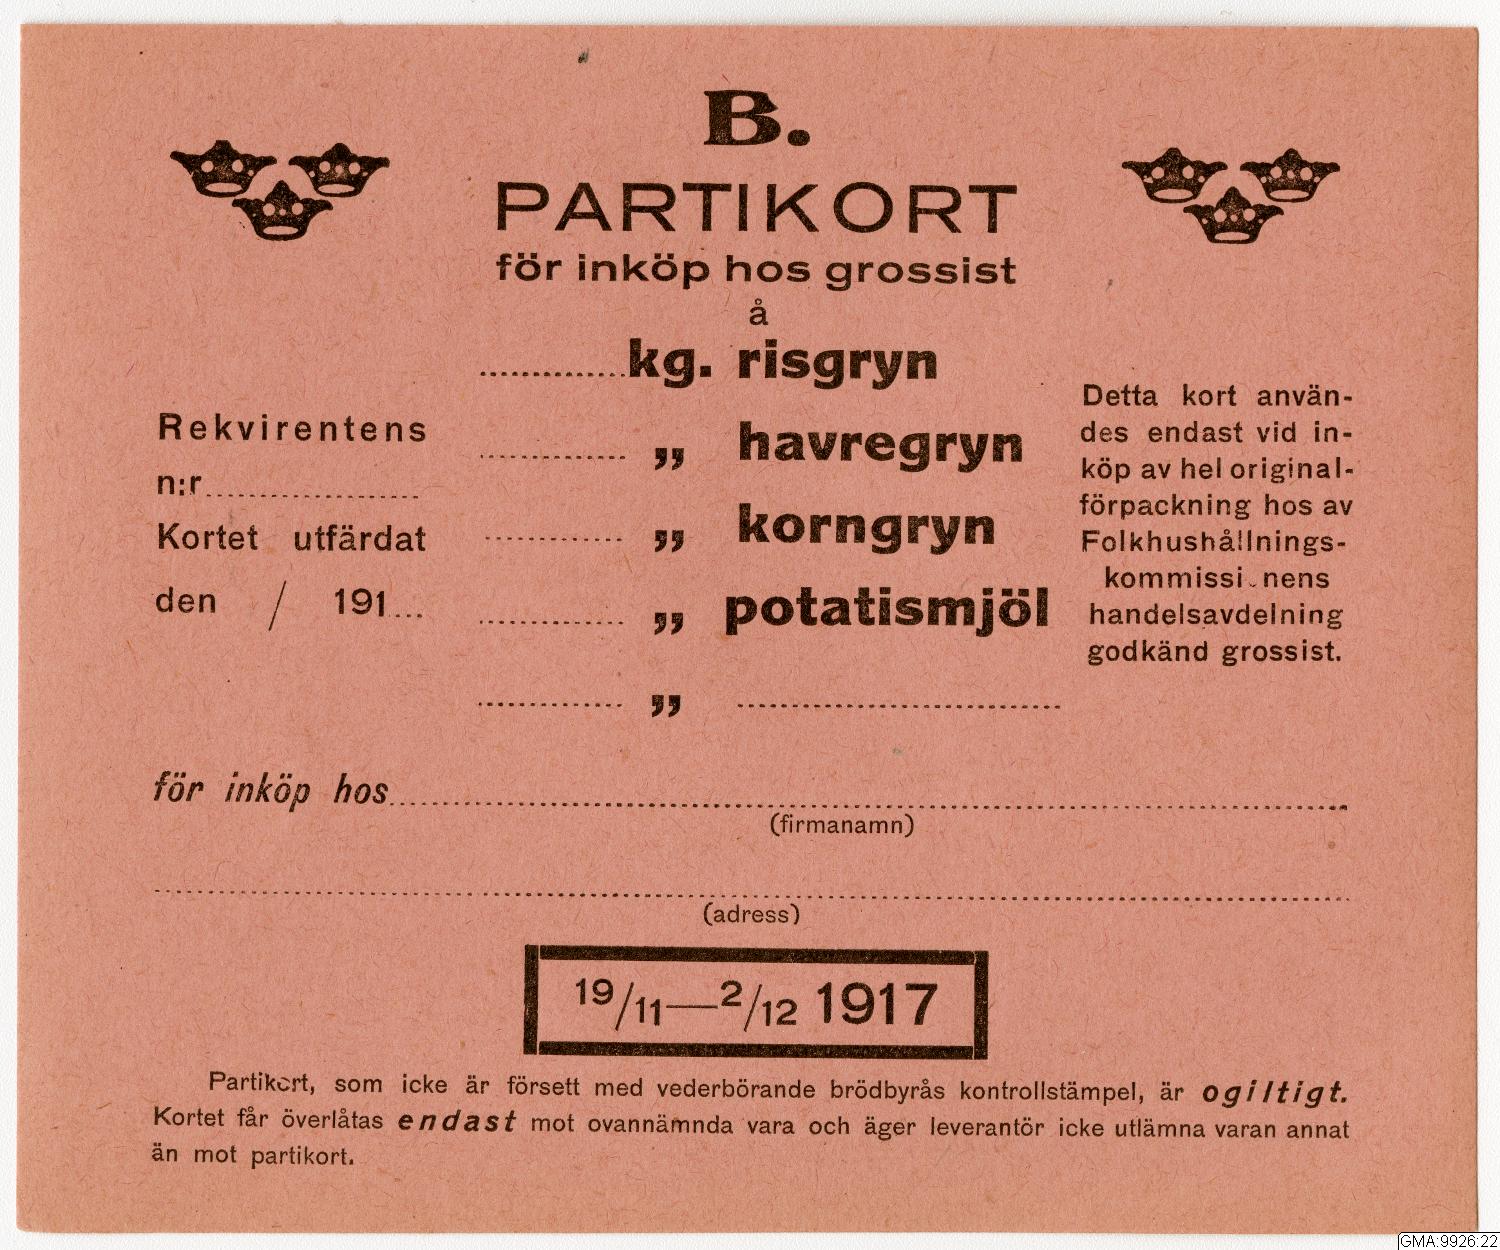 B.
PARTIKORT
för inköp hos grossist
å
kg. risgryn
„ havregryn
„ korngryn
„ potatismjöl
„
Rekvirentens
n:r
Kortet utfärdat
den / 191
Detta kort använ-
des endast vid in-
köp av hel original-
förpackning hos av
Folkhushållnings-
kommissi nens
handelsavdelning
godkänd grossist.
för inköp hos
(firmanamn)
(adress)
19/11—2/12 1917
Partikort, som icke är försett med vederbörande brödbyrås kontrollstämpel, är ogiltigt.
Kortet får överlåtas endast mot ovannämnda vara och äger leverantör icke utlämna varan annat
än mot partikort.
GMA:9926:22